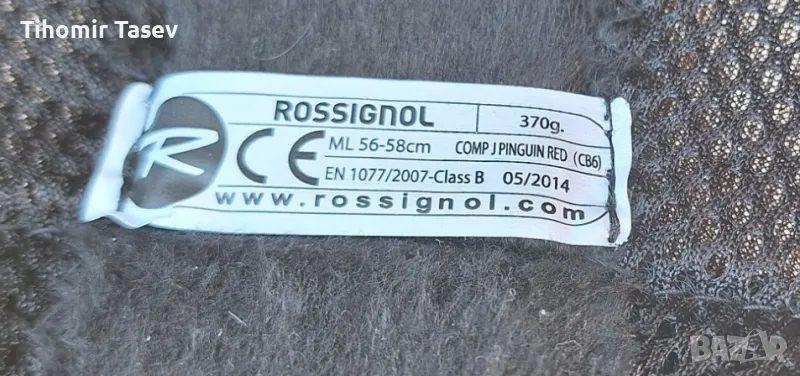 Tihomir Tasev
ROSSIGNOL 370g.
R CE ML 56-58cm COMP J PINGUIN RED (CB6)
EN 1077/2007-Class B 05/2014
www.rossignol.com
BAZAR